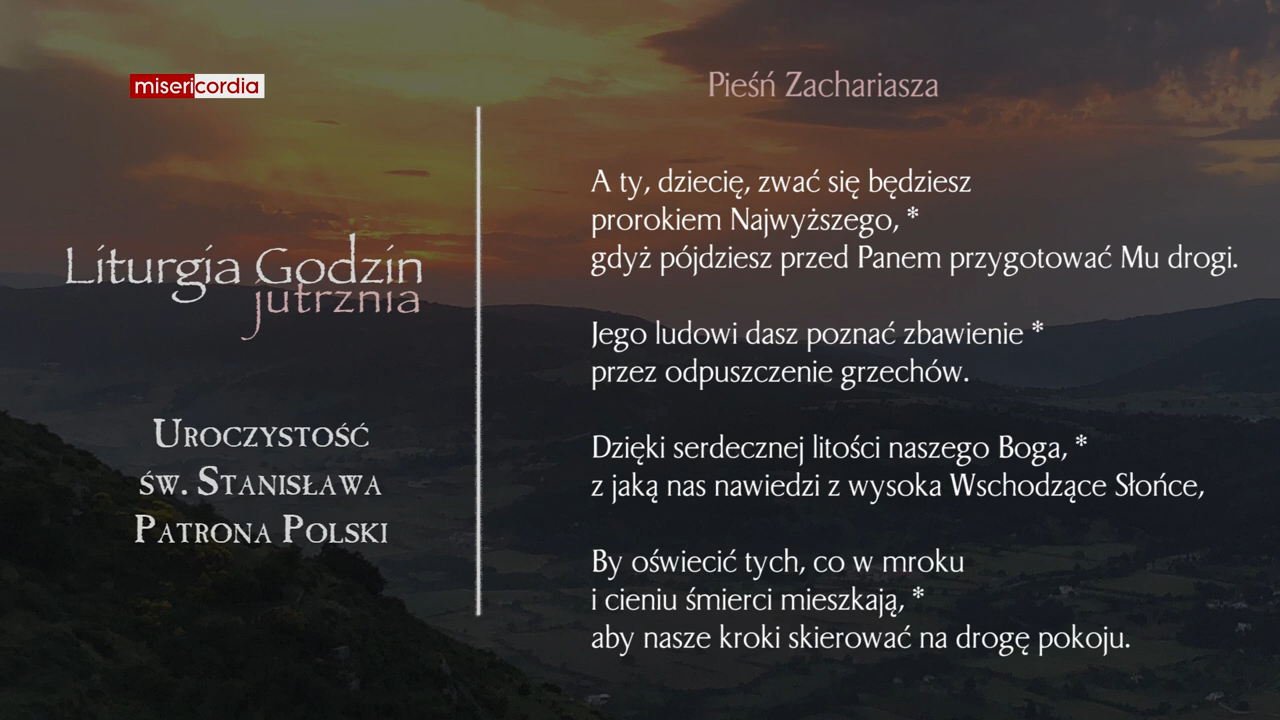 misericordia
Liturgia Godzin
jutrznia
Uroczystość
św. Stanisława
Patrona Polski
Pieśń Zachariasza
A ty, dziecię, zwać się będziesz
prorokiem Najwyższego, *
gdyż pójdziesz przed Panem przygotować Mu drogi.
Jego ludowi dasz poznać zbawienie *
przez odpuszczenie grzechów.
Dzięki serdecznej litości naszego Boga, *
z jaką nas nawiedzi z wysoka Wschodzące Słońce,
By oświecić tych, co w mroku
i cieniu śmierci mieszkają, *
aby nasze kroki skierować na drogę pokoju.